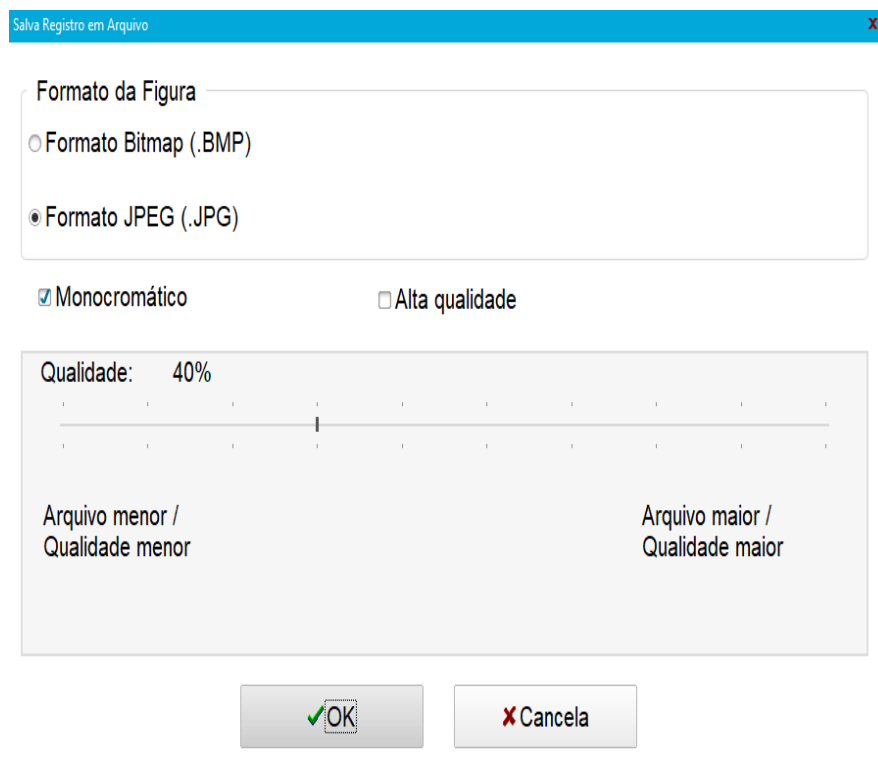 Salva Registro em Arquivo
Formato da Figura
Formato Bitmap (.BMP)
Formato JPEG (.JPG)
Monocromático
Alta qualidade
Qualidade: 40%
Arquivo menor /
Qualidade menor
Arquivo maior /
Qualidade maior
OK
Cancela